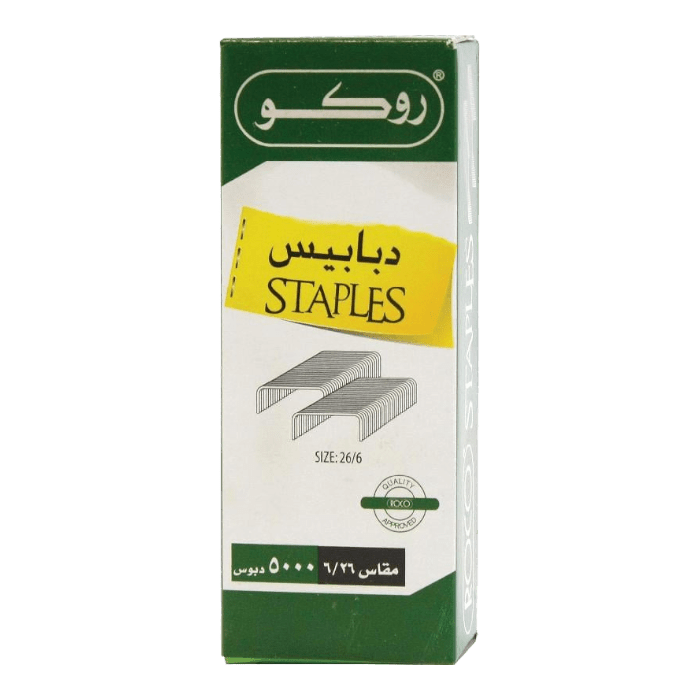 روكو®
دبابيس
STAPLES
SIZE: 26/6
QUALITY
ROCO
APPROVED
مقاس ٦/٢٦ ٥٠٠٠ دبوس
ROCO STAPLES